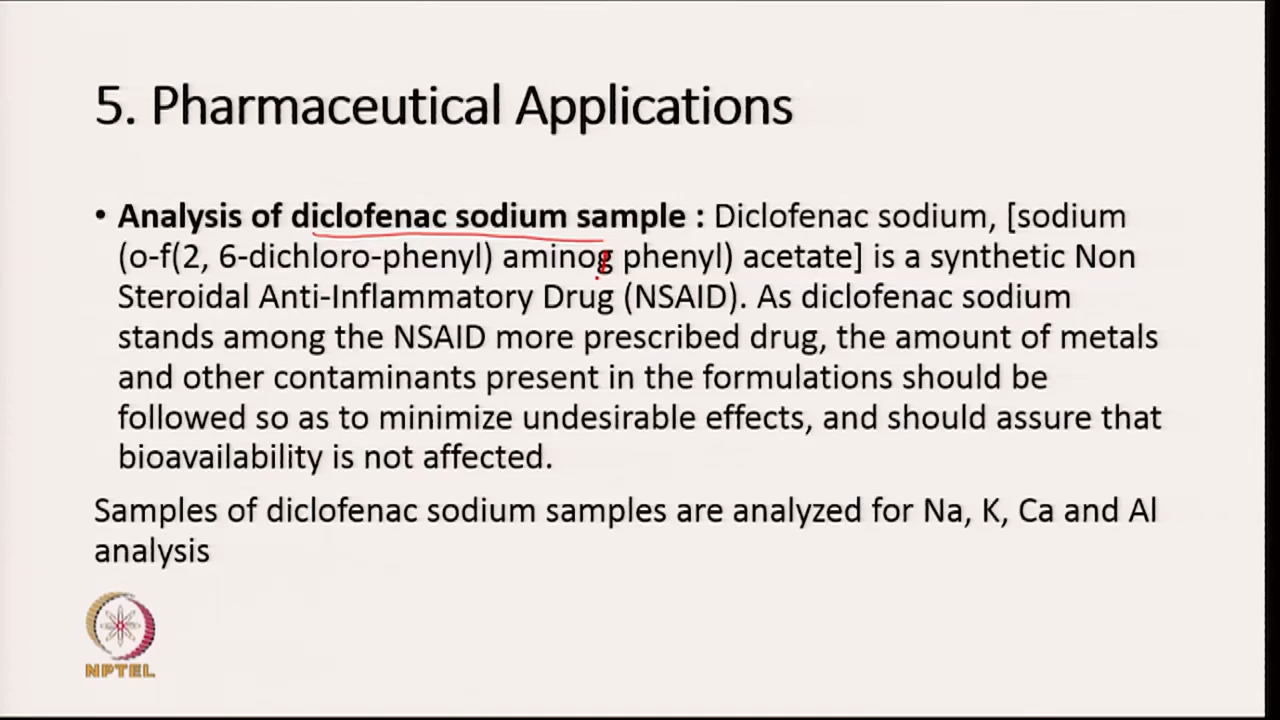 5. Pharmaceutical Applications
• Analysis of diclofenac sodium sample : Diclofenac sodium, [sodium
(o-f(2, 6-dichloro-phenyl) aminog phenyl) acetate] is a synthetic Non
Steroidal Anti-Inflammatory Drug (NSAID). As diclofenac sodium
stands among the NSAID more prescribed drug, the amount of metals
and other contaminants present in the formulations should be
followed so as to minimize undesirable effects, and should assure that
bioavailability is not affected.
Samples of diclofenac sodium samples are analyzed for Na, K, Ca and Al
analysis
NPTEL